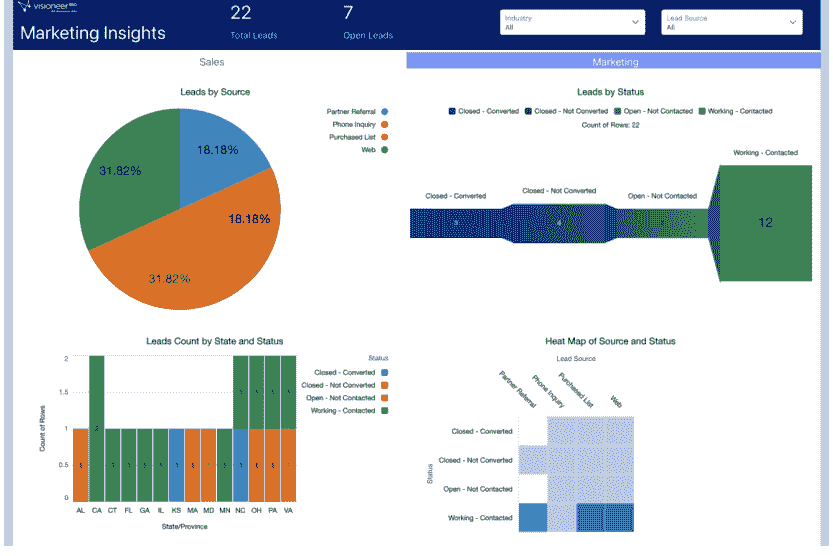 visioneer
22
7
Marketing Insights
Total Leads
Open Leads
Industry
All
Lead Source
All
Sales
Marketing
Leads by Source
Partner Referral
Phone Inquiry
Purchased List
Web
18.18%
31.82%
18.18%
31.82%
Leads by Status
Closed - Converted
Closed - Not Converted
Open - Not Contacted
Working - Contacted
Count of Rows: 22
Working - Contacted
Closed - Converted
Closed - Not Converted
Open - Not Contacted
12
Leads Count by State and Status
Status
Closed - Converted
Closed - Not Converted
Open - Not Contacted
Working - Contacted
Count of Rows
2
1.5
1
0.5
0
AL CA CT FL GA IL KS MA MD MN NC OH PA VA
State/Province
Heat Map of Source and Status
Lead Source
Partner Referral
Phone Inquiry
Purchased List
Web
Status
Closed - Converted
Closed - Not Converted
Open - Not Contacted
Working - Contacted